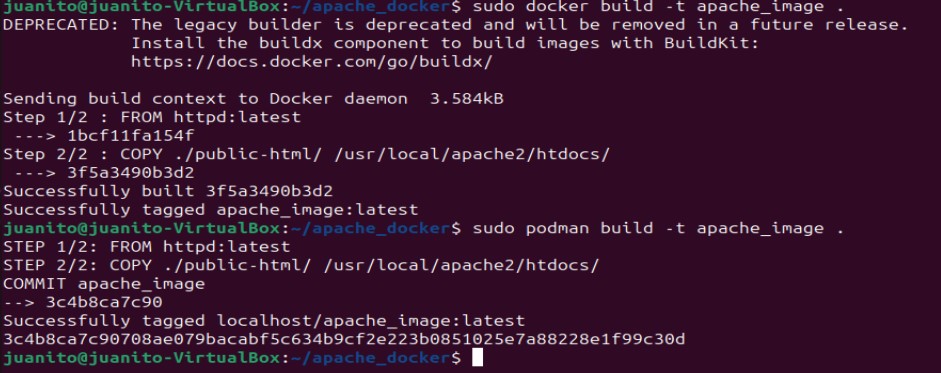 juanito@juanito-VirtualBox:~/apache_docker$ sudo docker build -t apache_image .
DEPRECATED: The legacy builder is deprecated and will be removed in a future release.
            Install the buildx component to build images with BuildKit:
            https://docs.docker.com/go/buildx/

Sending build context to Docker daemon  3.584kB
Step 1/2 : FROM httpd:latest
 ---> 1bcf11fa154f
Step 2/2 : COPY ./public-html/ /usr/local/apache2/htdocs/
 ---> 3f5a3490b3d2
Successfully built 3f5a3490b3d2
Successfully tagged apache_image:latest
juanito@juanito-VirtualBox:~/apache_docker$ sudo podman build -t apache_image .
STEP 1/2: FROM httpd:latest
STEP 2/2: COPY ./public-html/ /usr/local/apache2/htdocs/
COMMIT apache_image
--> 3c4b8ca7c90
Successfully tagged localhost/apache_image:latest
3c4b8ca7c90708ae079bacabf5c634b9cf2e223b0851025e7a88228e1f99c30d
juanito@juanito-VirtualBox:~/apache_docker$